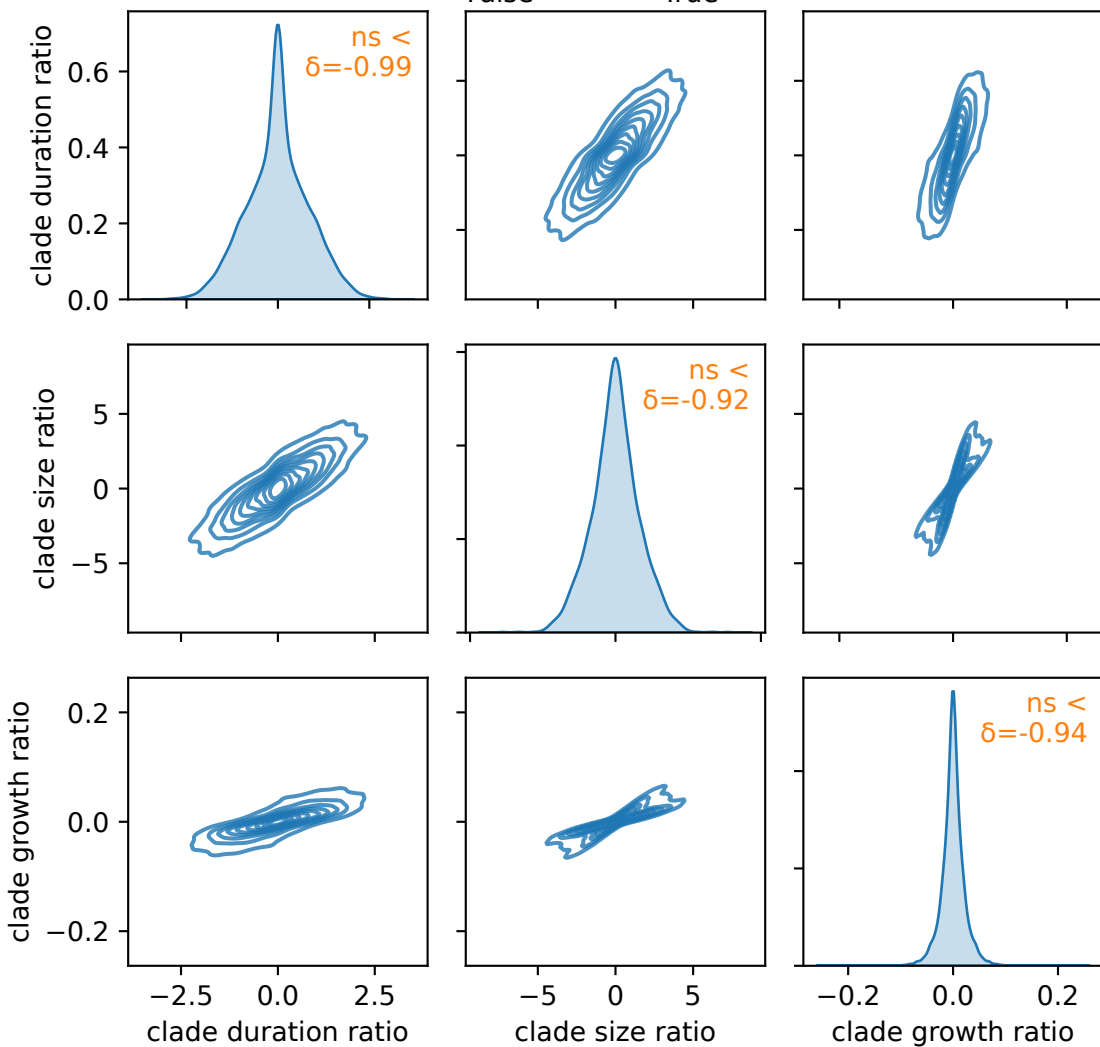 clade duration ratio
0.6
0.4
0.2
0.0
ns <
δ=-0.99
clade size ratio
5
0
−5
ns <
δ=-0.92
clade growth ratio
0.2
0.0
−0.2
ns <
δ=-0.94
−2.5 0.0 2.5
−5 0 5
−0.2 0.0 0.2
clade duration ratio
clade size ratio
clade growth ratio